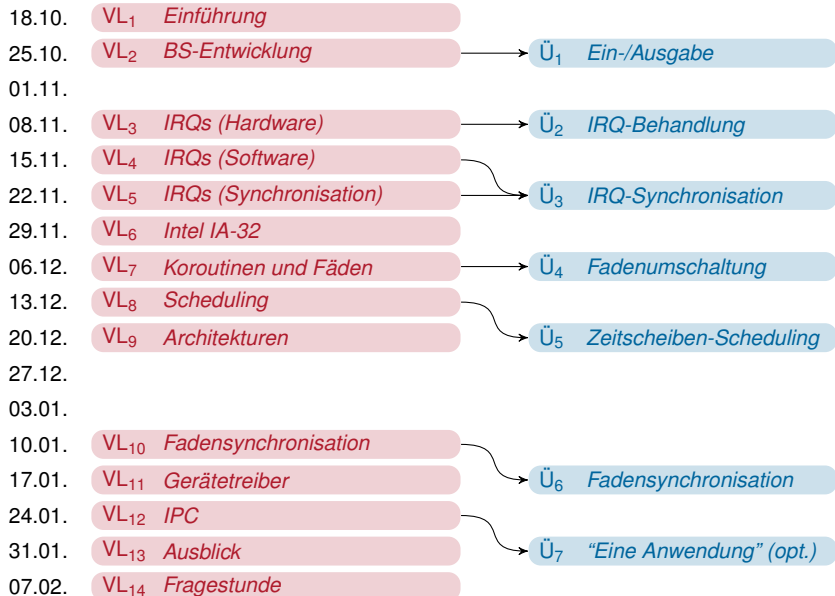 18.10. VL1 Einführung
25.10. VL2 BS-Entwicklung Ü1 Ein-/Ausgabe
01.11.
08.11. VL3 IRQs (Hardware) Ü2 IRQ-Behandlung
15.11. VL4 IRQs (Software)
22.11. VL5 IRQs (Synchronisation) Ü3 IRQ-Synchronisation
29.11. VL6 Intel IA-32
06.12. VL7 Koroutinen und Fäden Ü4 Fadenumschaltung
13.12. VL8 Scheduling
20.12. VL9 Architekturen Ü5 Zeitscheiben-Scheduling
27.12.
03.01.
10.01. VL10 Fadensynchronisation
17.01. VL11 Gerätetreiber Ü6 Fadensynchronisation
24.01. VL12 IPC
31.01. VL13 Ausblick Ü7 "Eine Anwendung" (opt.)
07.02. VL14 Fragestunde